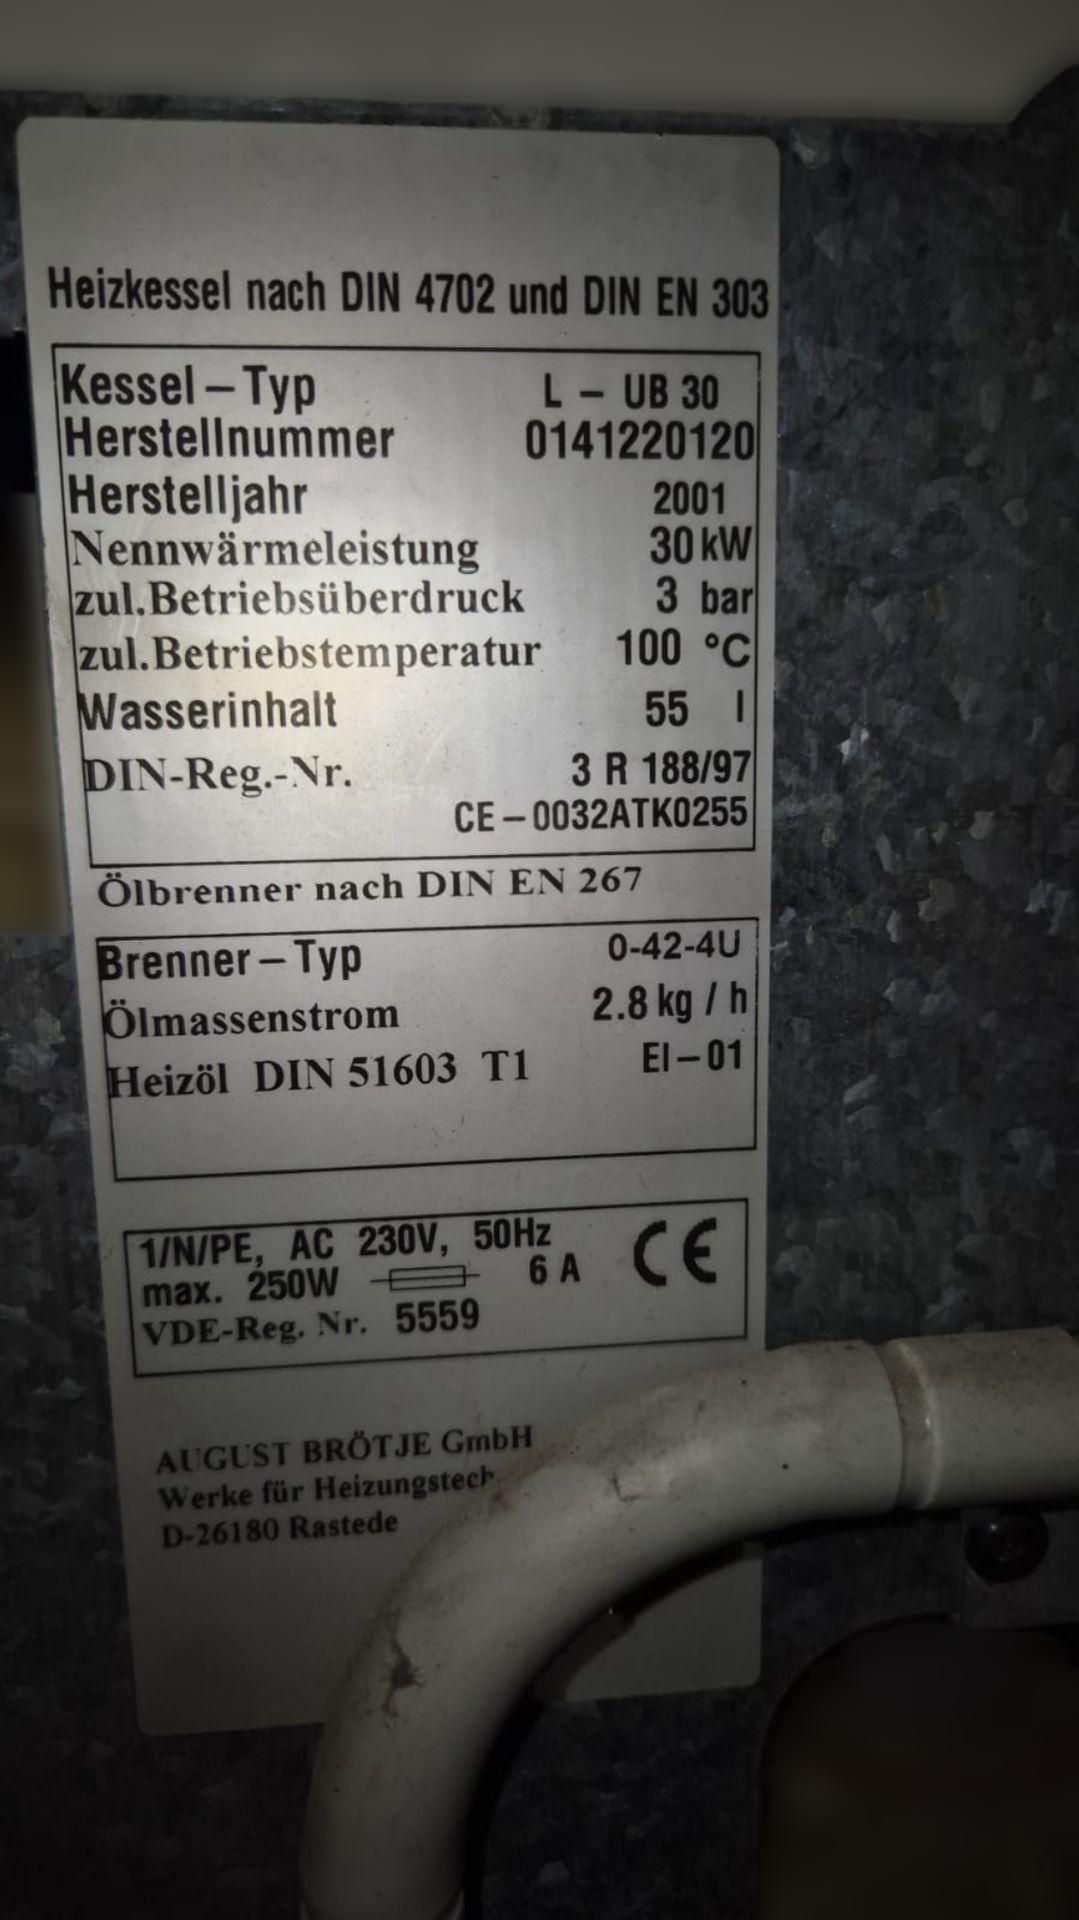 Heizkessel nach DIN 4702 und DIN EN 303
Kessel – Typ L – UB 30
Herstellnummer 0141220120
Herstelljahr 2001
Nennwärmeleistung 30 kW
zul.Betriebsüberdruck 3 bar
zul.Betriebstemperatur 100 °C
Wasserinhalt 55 l
DIN-Reg.-Nr. 3 R 188/97
CE – 0032ATK0255
Ölbrenner nach DIN EN 267
Brenner – Typ 0-42-4U
Ölmassenstrom 2.8 kg / h
Heizöl DIN 51603 T1 EI – 01
1/N/PE, AC 230V, 50Hz CE
max. 250W 6 A
VDE-Reg. Nr. 5559
AUGUST BRÖTJE GmbH
Werke für
D-26180 Rastede